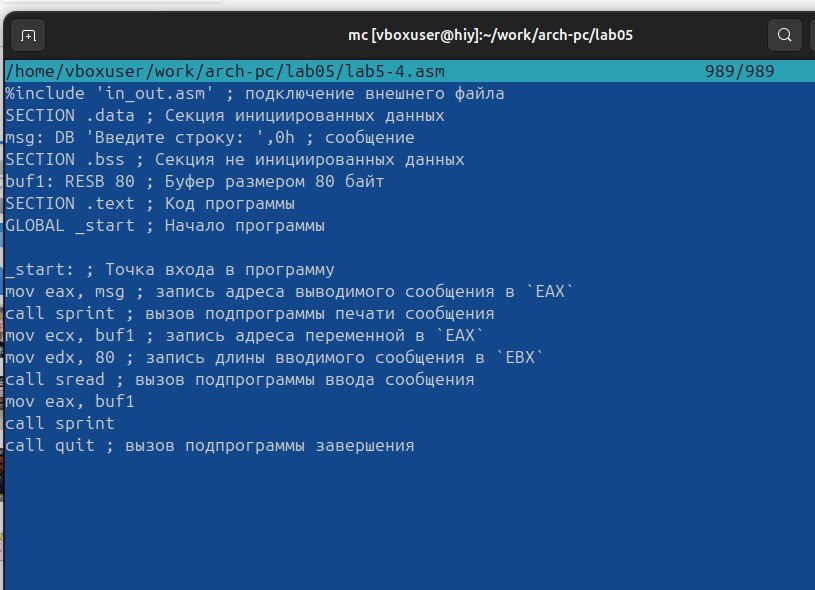 mc [vboxuser@hiy]:~/work/arch-pc/lab05
/home/vboxuser/work/arch-pc/lab05/lab5-4.asm 989/989
%include 'in_out.asm' ; подключение внешнего файла
SECTION .data ; Секция инициированных данных
msg: DB 'Введите строку: ',0h ; сообщение
SECTION .bss ; Секция не инициированных данных
buf1: RESB 80 ; Буфер размером 80 байт
SECTION .text ; Код программы
GLOBAL _start ; Начало программы
_start: ; Точка входа в программу
mov eax, msg ; запись адреса выводимого сообщения в `EAX`
call sprint ; вызов подпрограммы печати сообщения
mov ecx, buf1 ; запись адреса переменной в `EAX`
mov edx, 80 ; запись длины вводимого сообщения в `EBX`
call sread ; вызов подпрограммы ввода сообщения
mov eax, buf1
call sprint
call quit ; вызов подпрограммы завершения